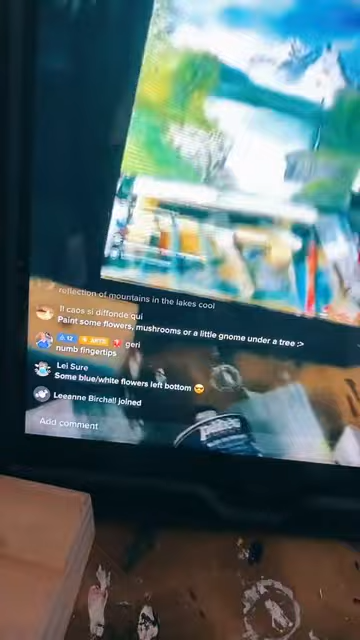 reflection of mountains in the lakes cool
Il caos si diffonde qui
Paint some flowers, mushrooms or a little gnome under a tree ;>
geri
numb fingertips
Lei Sure
Some blue/white flowers left bottom 😎
Leeanne Birchall joined
Add comment